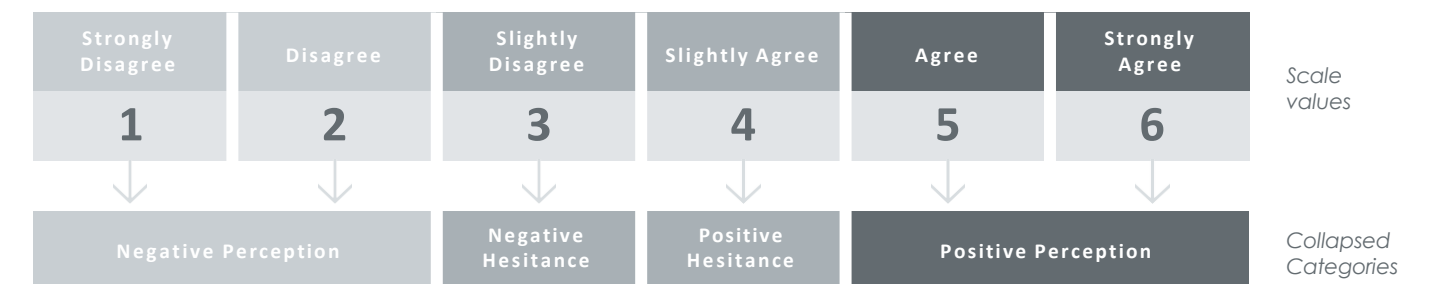 Strongly
Disagree
Disagree
Slightly
Disagree
Slightly Agree
Agree
Strongly
Agree
Scale
values
1
2
3
4
5
6
Negative Perception
Negative
Hesitance
Positive
Hesitance
Positive Perception
Collapsed
Categories